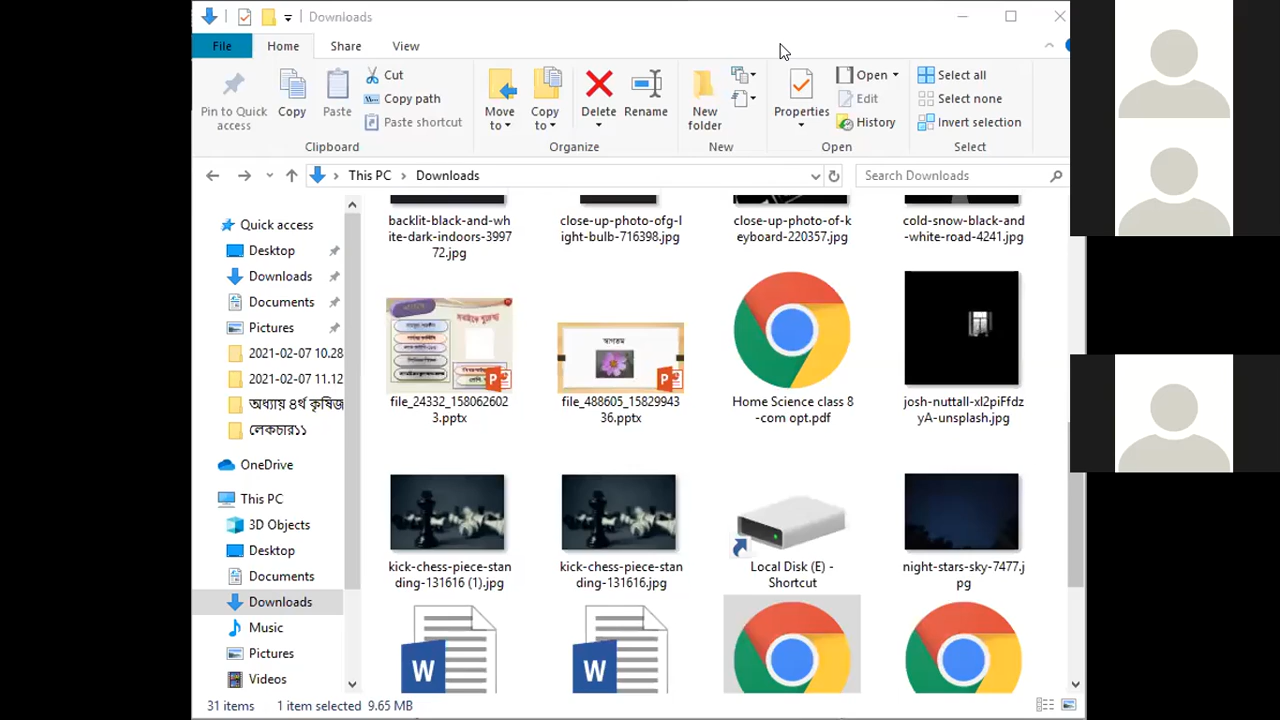 Downloads
File Home Share View
Pin to Quick access
Copy
Paste
Cut
Copy path
Paste shortcut
Move to
Copy to
Delete
Rename
New folder
Properties
Open
Edit
History
Select all
Select none
Invert selection
Clipboard Organize New Open Select
This PC Downloads Search Downloads
Quick access
Desktop
Downloads
Documents
Pictures
2021-02-07 10.28
2021-02-07 11.12
অধ্যায় ৪র্থ কৃষিজ
লেকচার১১
OneDrive
This PC
3D Objects
Desktop
Documents
Downloads
Music
Pictures
Videos
backlit-black-and-wh
ite-dark-indoors-3997
72.jpg
close-up-photo-ofg-l
ight-bulb-716398.jpg
close-up-photo-of-k
eyboard-220357.jpg
cold-snow-black-and
-white-road-4241.jpg
স্বাগতম
file_24332_158062602
3.pptx
file_488605_15829943
36.pptx
Home Science class 8
-com opt.pdf
josh-nuttall-xl2piFfdz
yA-unsplash.jpg
kick-chess-piece-stan
ding-131616 (1).jpg
kick-chess-piece-stan
ding-131616.jpg
Local Disk (E) -
Shortcut
night-stars-sky-7477.j
pg
31 items 1 item selected 9.65 MB